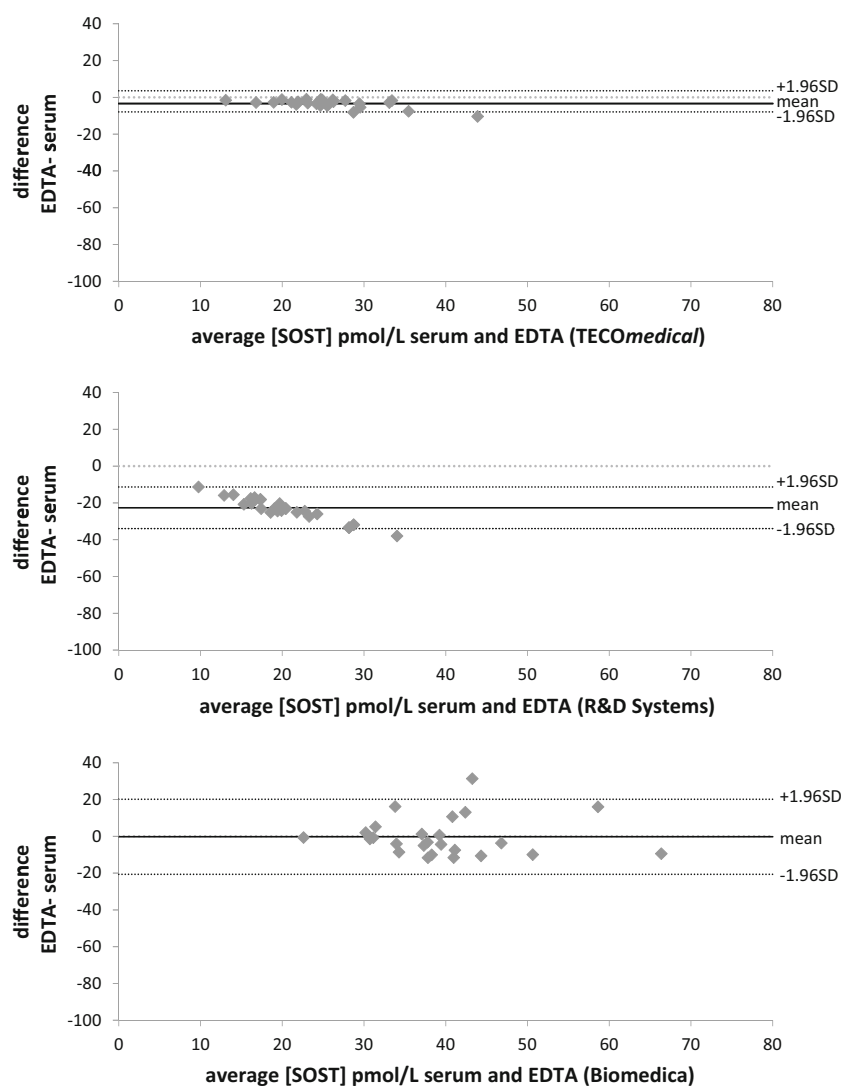 40
20
0
-20
-40
-60
-80
-100
difference
EDTA- serum
+1.96SD
mean
-1.96SD
0 10 20 30 40 50 60 70 80
average [SOST] pmol/L serum and EDTA (TECOmedical)
40
20
0
-20
-40
-60
-80
-100
difference
EDTA- serum
+1.96SD
mean
-1.96SD
0 10 20 30 40 50 60 70 80
average [SOST] pmol/L serum and EDTA (R&D Systems)
40
20
0
-20
-40
-60
-80
-100
difference
EDTA- serum
+1.96SD
mean
-1.96SD
0 10 20 30 40 50 60 70 80
average [SOST] pmol/L serum and EDTA (Biomedica)